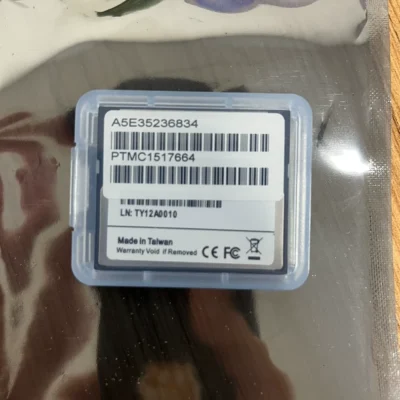 A5E35236834
PTMC1517664
LN: TY12A0010
Made in Taiwan
Warranty Void if Removed
CE FC